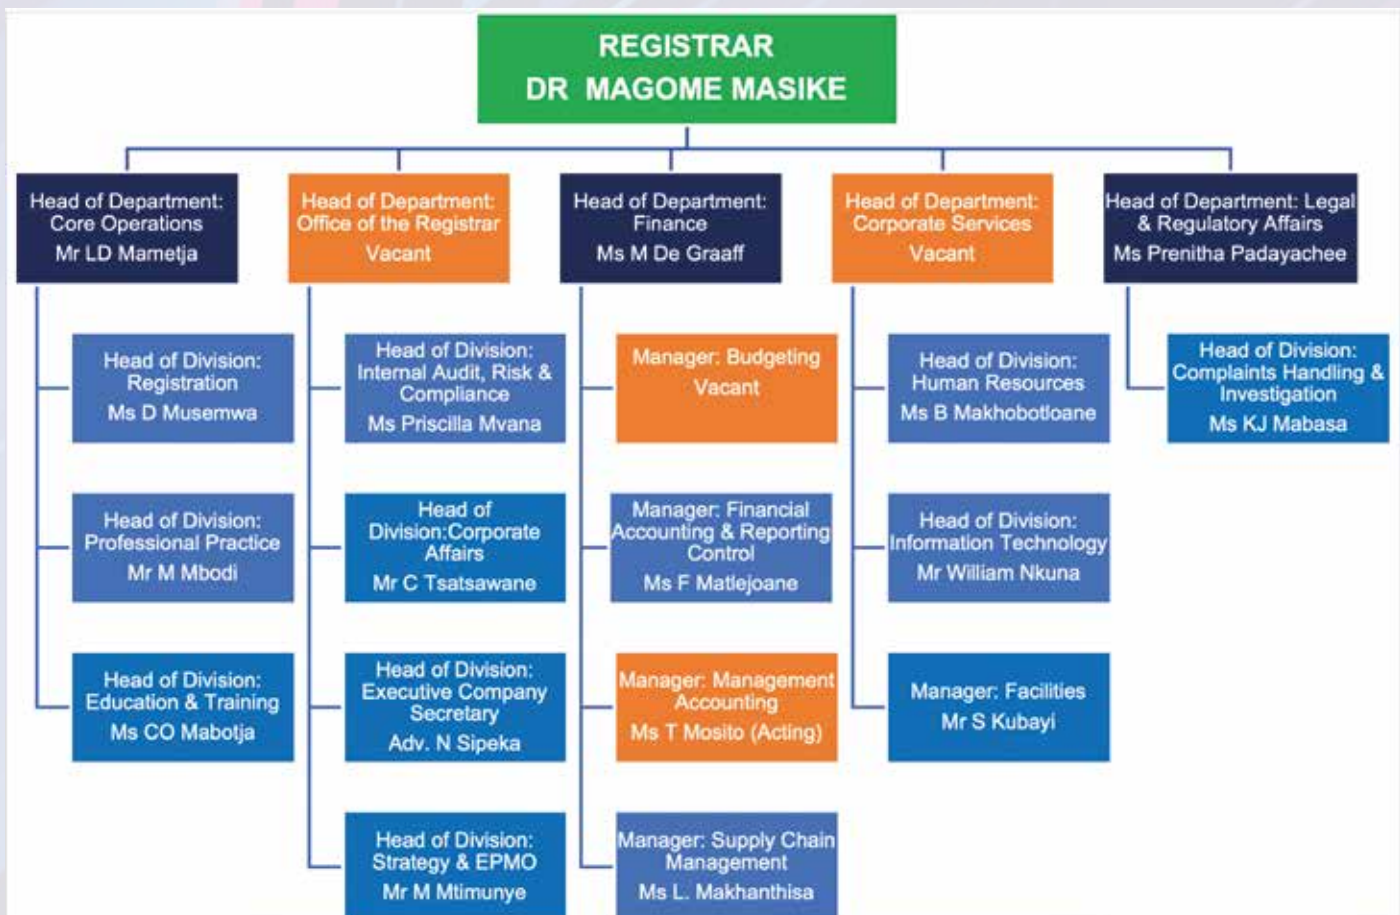 REGISTRAR
DR MAGOME MASIKE
Head of Department:
Core Operations
Mr LD Mametja
Head of Department:
Office of the Registrar
Vacant
Head of Department:
Finance
Ms M De Graaff
Head of Department:
Corporate Services
Vacant
Head of Department: Legal
& Regulatory Affairs
Ms Prenitha Padayachee
Head of Division:
Registration
Ms D Musemwa
Head of Division:
Internal Audit, Risk &
Compliance
Ms Priscilla Mvana
Manager: Budgeting
Vacant
Head of Division:
Human Resources
Ms B Makhobotloane
Head of Division:
Complaints Handling &
Investigation
Ms KJ Mabasa
Head of Division:
Professional Practice
Mr M Mbodi
Head of
Division:Corporate
Affairs
Mr C Tsatsawane
Manager: Financial
Accounting & Reporting
Control
Ms F Matlejoane
Head of Division:
Information Technology
Mr William Nkuna
Head of Division:
Education & Training
Ms CO Mabotja
Head of Division:
Executive Company
Secretary
Adv. N Sipeka
Manager: Management
Accounting
Ms T Mosito (Acting)
Manager: Facilities
Mr S Kubayi
Head of Division:
Strategy & EPMO
Mr M Mtimunye
Manager: Supply Chain
Management
Ms L. Makhanthisa